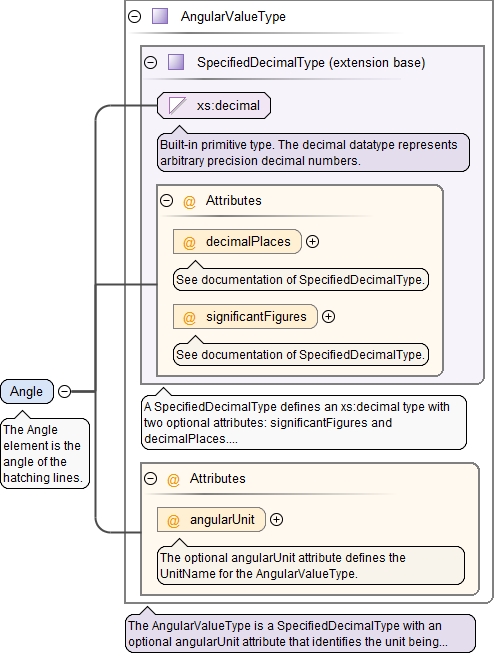 AngularValueType
SpecifiedDecimalType (extension base)
xs:decimal
Built-in primitive type. The decimal datatype represents
arbitrary precision decimal numbers.
@ Attributes
@ decimalPlaces
See documentation of SpecifiedDecimalType.
@ significantFigures
See documentation of SpecifiedDecimalType.
Angle
The Angle
element is the
angle of the
hatching lines.
A SpecifiedDecimalType defines an xs:decimal type with
two optional attributes: significantFigures and
decimalPlaces....
@ Attributes
@ angularUnit
The optional angularUnit attribute defines the
UnitName for the AngularValueType.
The AngularValueType is a SpecifiedDecimalType with an
optional angularUnit attribute that identifies the unit being...